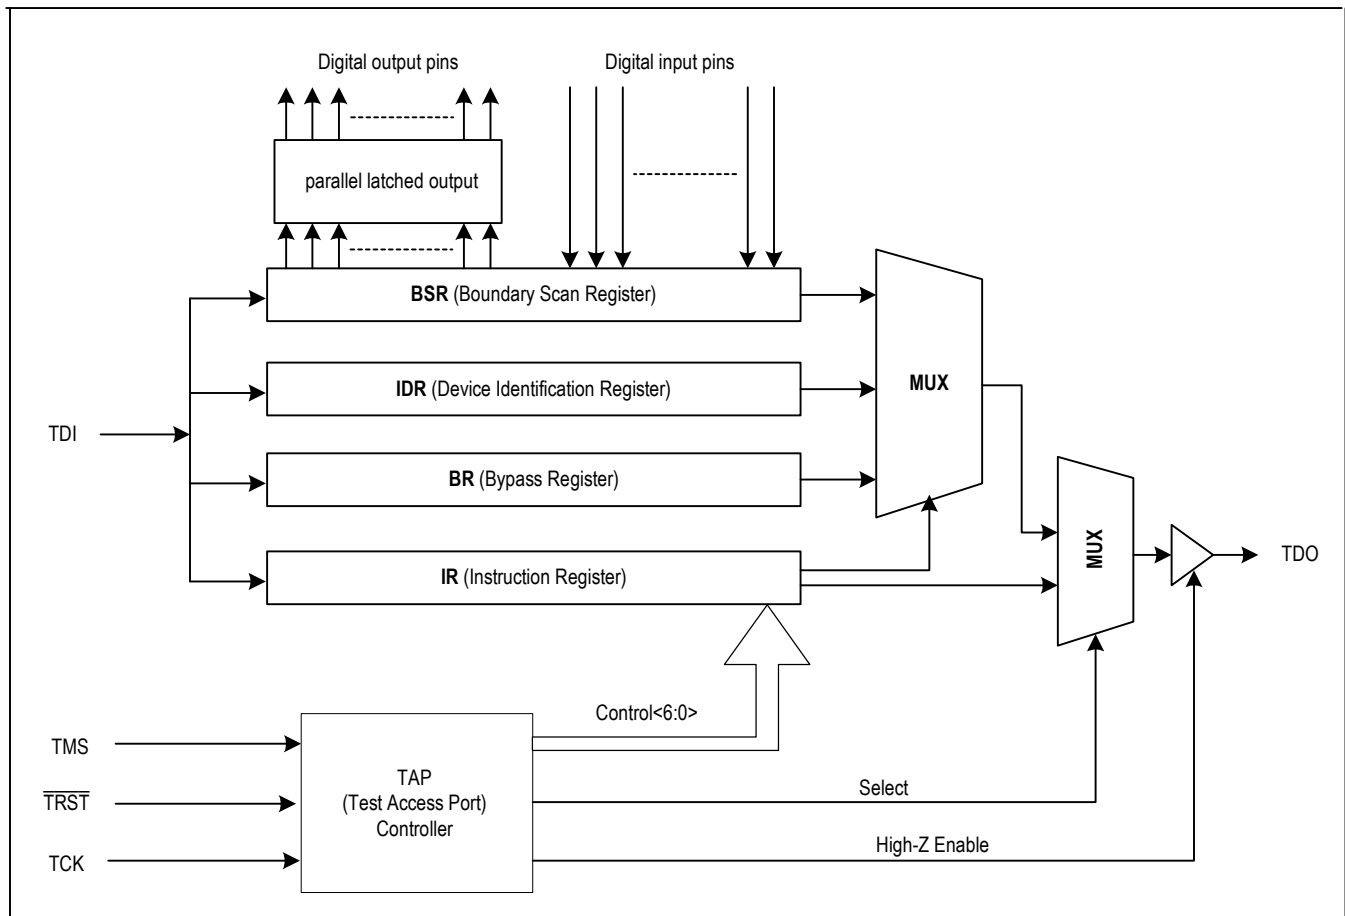 Digital output pins
Digital input pins
parallel latched output
BSR (Boundary Scan Register)
IDR (Device Identification Register)
MUX
TDI
BR (Bypass Register)
MUX
TDO
IR (Instruction Register)
Control<6:0>
TMS
TAP
(Test Access Port)
Controller
Select
TRST
High-Z Enable
TCK